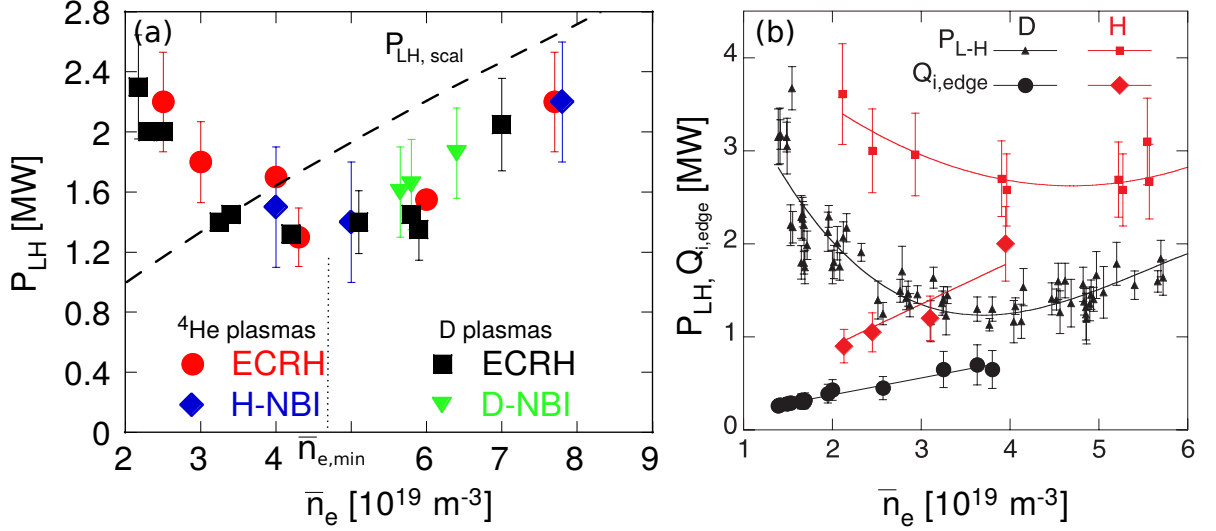 (a)
P_LH, scal
2.8
2.4
2
1.6
1.2
0.8
0.4
0
P_LH [MW]
⁴He plasmas
D plasmas
ECRH
ECRH
H-NBI
D-NBI
2 3 4 n̅_e,min 6 7 8 9
n̅_e [10¹⁹ m⁻³]
(b)
D H
P_L-H
Q_i,edge
4
3
2
1
0
P_LH, Q_i,edge [MW]
1 2 3 4 5 6
n̅_e [10¹⁹ m⁻³]